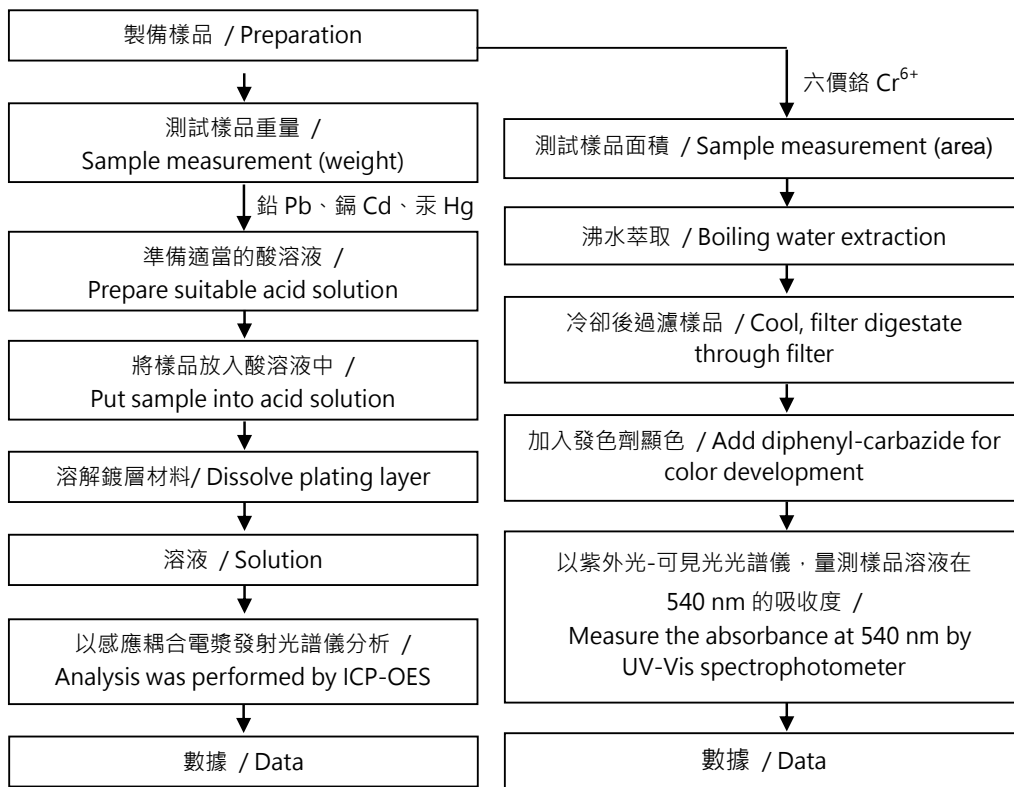 製備樣品 / Preparation
測試樣品重量 /
Sample measurement (weight)
鉛 Pb、鎘 Cd、汞 Hg
準備適當的酸溶液 /
Prepare suitable acid solution
將樣品放入酸溶液中 /
Put sample into acid solution
溶解鍍層材料/ Dissolve plating layer
溶液 / Solution
以感應耦合電漿發射光譜儀分析 /
Analysis was performed by ICP-OES
數據 / Data
六價鉻 Cr⁶⁺
測試樣品面積 / Sample measurement (area)
沸水萃取 / Boiling water extraction
冷卻後過濾樣品 / Cool, filter digestate
through filter
加入發色劑顯色 / Add diphenyl-carbazide for
color development
以紫外光-可見光光譜儀，量測樣品溶液在
540 nm 的吸收度 /
Measure the absorbance at 540 nm by
UV-Vis spectrophotometer
數據 / Data